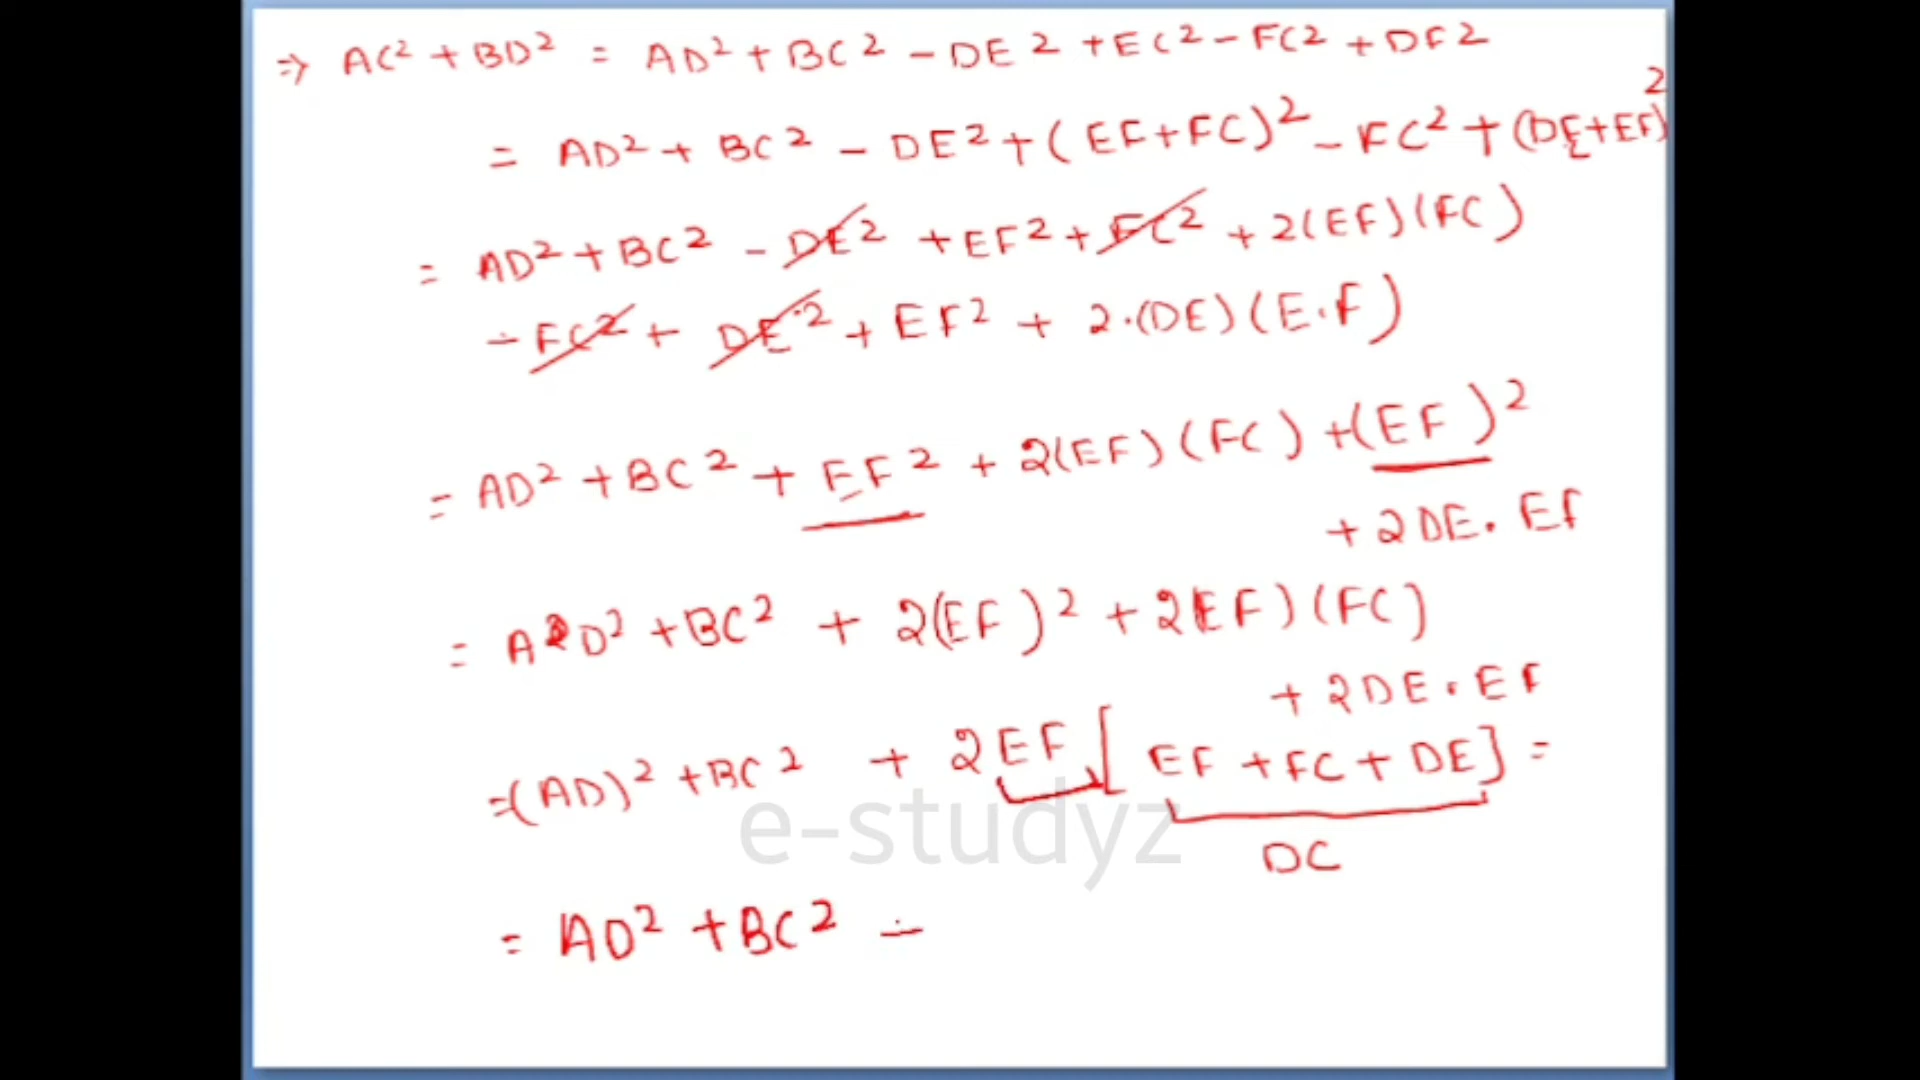 ⇒ AC² + BD² = AD² + BC² − DE² + EC² − FC² + DF²
= AD² + BC² − DE² + (EF+FC)² − FC² + (DE+EF)²
= AD² + BC² − DE² + EF² + FC² + 2(EF)(FC)
− FC² + DE² + EF² + 2·(DE)(E·F)
= AD² + BC² + EF² + 2(EF)(FC) + (EF)²
+ 2DE. EF
= AD² + BC² + 2(EF)² + 2(EF)(FC)
+ 2DE. EF
=(AD)² + BC² + 2EF [EF + FC + DE] =
DC
= AD² + BC² −
e-studyz